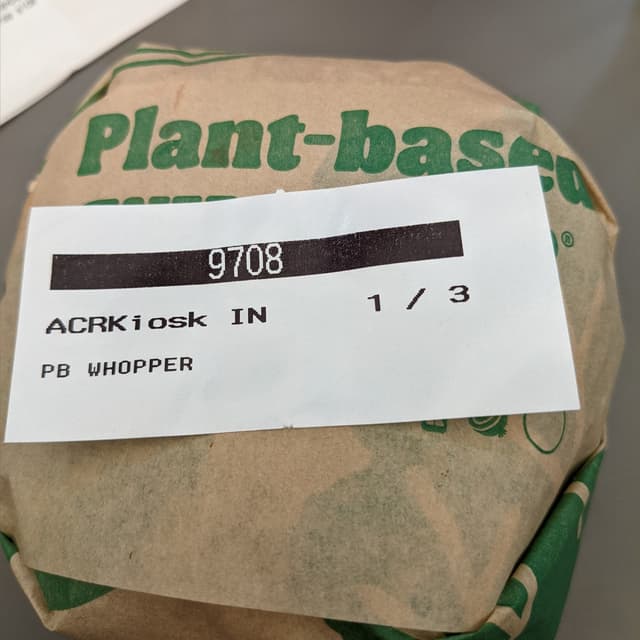 Plant-based
9708
ACRKiosk IN 1 / 3
PB WHOPPER